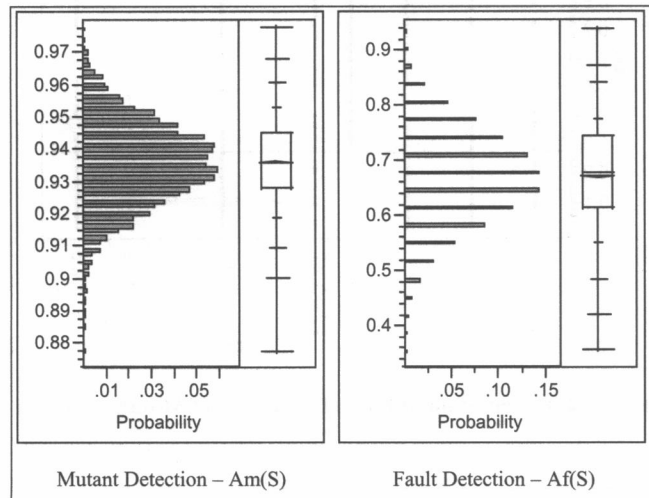 0.97
0.96
0.95
0.94
0.93
0.92
0.91
0.9
0.89
0.88
.01 .03 .05
Probability
0.9
0.8
0.7
0.6
0.5
0.4
.05 .10 .15
Probability
Mutant Detection – Am(S)
Fault Detection – Af(S)